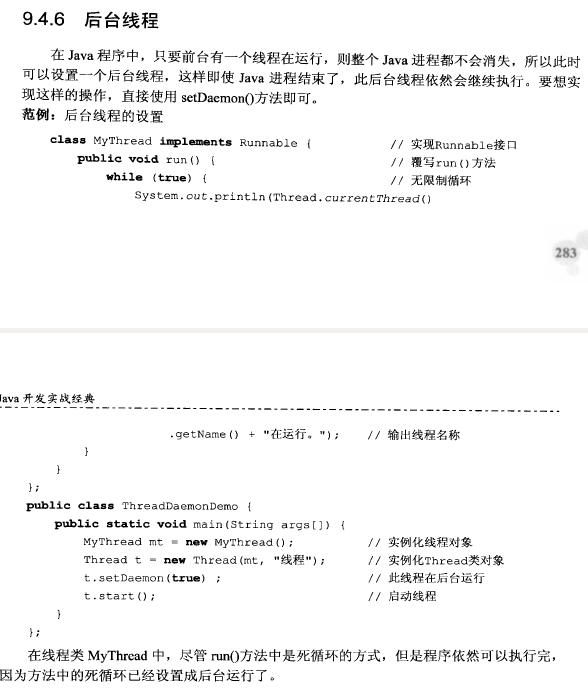 9.4.6 后台线程
在 Java 程序中，只要前台有一个线程在运行，则整个 Java 进程都不会消失，所以此时
可以设置一个后台线程，这样即使 Java 进程结束了，此后台线程依然会继续执行。要想实
现这样的操作，直接使用 setDaemon()方法即可。
范例：后台线程的设置
class MyThread implements Runnable { // 实现Runnable接口
public void run() { // 覆写run()方法
while (true) { // 无限制循环
System.out.println(Thread.currentThread()
283
Java 开发实战经典
.getName() + "在运行。"); // 输出线程名称
}
}
};
public class ThreadDaemonDemo {
public static void main(String args[]) {
MyThread mt = new MyThread(); // 实例化线程对象
Thread t = new Thread(mt, "线程"); // 实例化Thread类对象
t.setDaemon(true) ; // 此线程在后台运行
t.start(); // 启动线程
}
};
在线程类 MyThread 中，尽管 run()方法中是死循环的方式，但是程序依然可以执行完，
因为方法中的死循环已经设置成后台运行了。